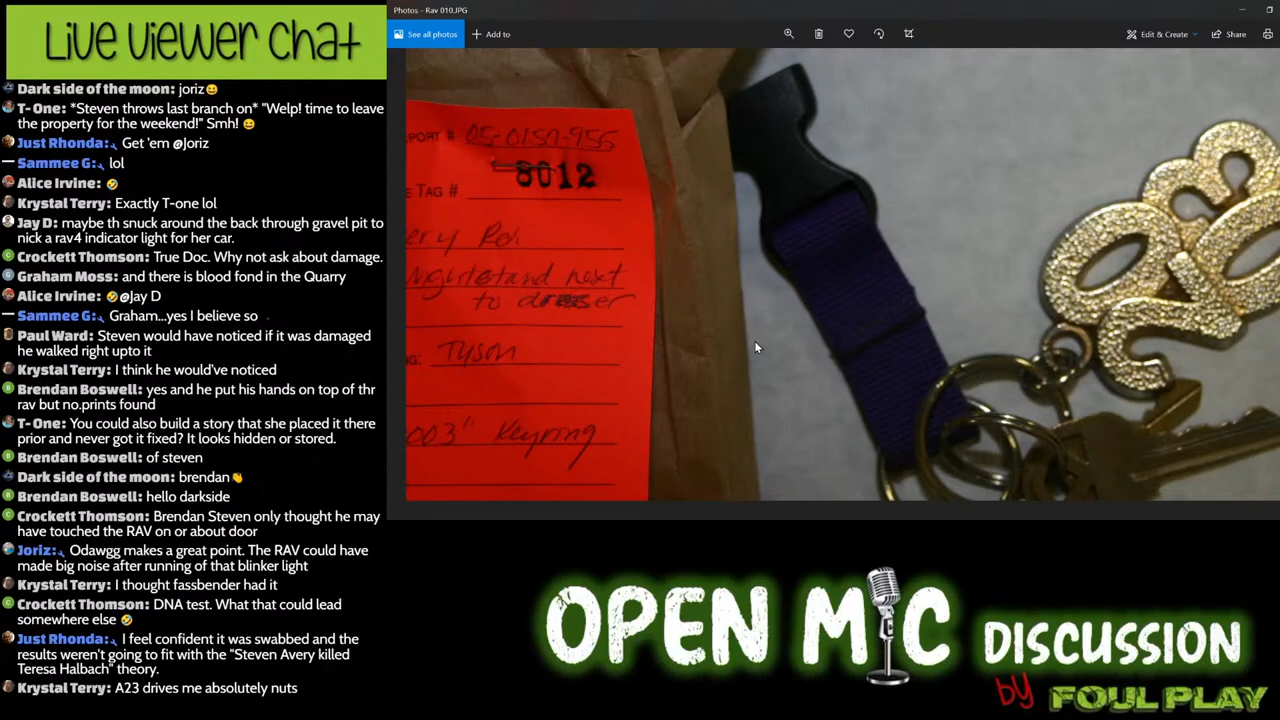 Live Viewer Chat
Dark side of the moon: joriz😆
T- One: *Steven throws last branch on* "Welp! time to leave
the property for the weekend!" Smh! 😆
Just Rhonda: Get 'em @Joriz
Sammee G: lol
Alice Irvine: 🤣
Krystal Terry: Exactly T-one lol
Jay D: maybe th snuck around the back through gravel pit to
nick a rav4 indicator light for her car.
Crockett Thomson: True Doc. Why not ask about damage.
Graham Moss: and there is blood fond in the Quarry
Alice Irvine: 🤣@Jay D
Sammee G: Graham...yes I believe so
Paul Ward: Steven would have noticed if it was damaged
he walked right upto it
Krystal Terry: I think he would've noticed
Brendan Boswell: yes and he put his hands on top of thr
rav but no.prints found
T-One: You could also build a story that she placed it there
prior and never got it fixed? It looks hidden or stored.
Brendan Boswell: of steven
Dark side of the moon: brendan👏
Brendan Boswell: hello darkside
Crockett Thomson: Brendan Steven only thought he may
have touched the RAV on or about door
Joriz: Odawgg makes a great point. The RAV could have
made big noise after running of that blinker light
Krystal Terry: I thought fassbender had it
Crockett Thomson: DNA test. What that could lead
somewhere else 🤣
Just Rhonda: I feel confident it was swabbed and the
results weren't going to fit with the "Steven Avery killed
Teresa Halbach" theory.
Krystal Terry: A23 drives me absolutely nuts
Photos - Rav 010.JPG
See all photos + Add to Edit & Create Share
PORT # 05-0157-955
8012
E TAG #
ery Res
Nightstand next
to dresser
G: Tyson
003" Keyring
OPEN MIC
DISCUSSION
by FOUL PLAY